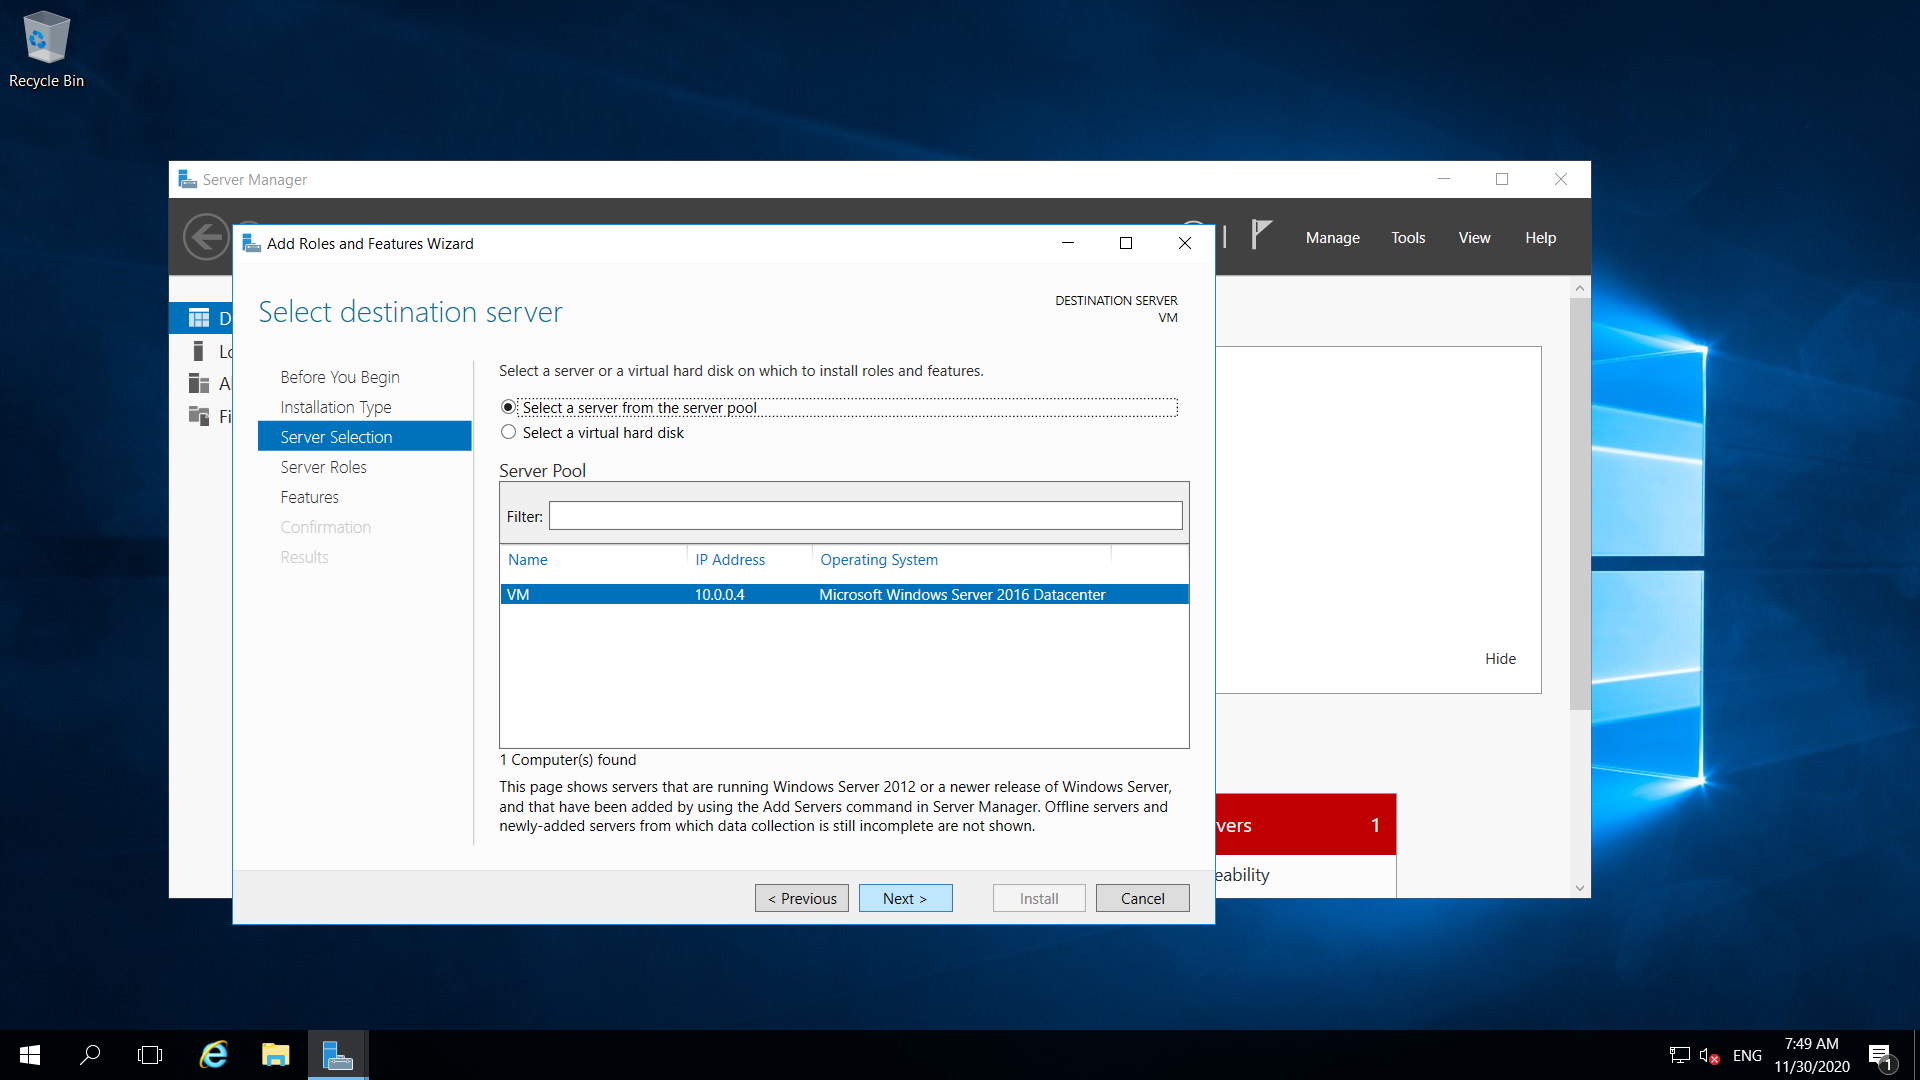 Recycle Bin
Server Manager
Manage
Tools
View
Help
Add Roles and Features Wizard
Select destination server
DESTINATION SERVER
VM
Before You Begin
Installation Type
Server Selection
Server Roles
Features
Confirmation
Results
Select a server or a virtual hard disk on which to install roles and features.
Select a server from the server pool
Select a virtual hard disk
Server Pool
Filter:
Name IP Address Operating System
VM 10.0.0.4 Microsoft Windows Server 2016 Datacenter
1 Computer(s) found
This page shows servers that are running Windows Server 2012 or a newer release of Windows Server,
and that have been added by using the Add Servers command in Server Manager. Offline servers and
newly-added servers from which data collection is still incomplete are not shown.
< Previous
Next >
Install
Cancel
Hide
vers 1
eability
ENG
7:49 AM
11/30/2020
1